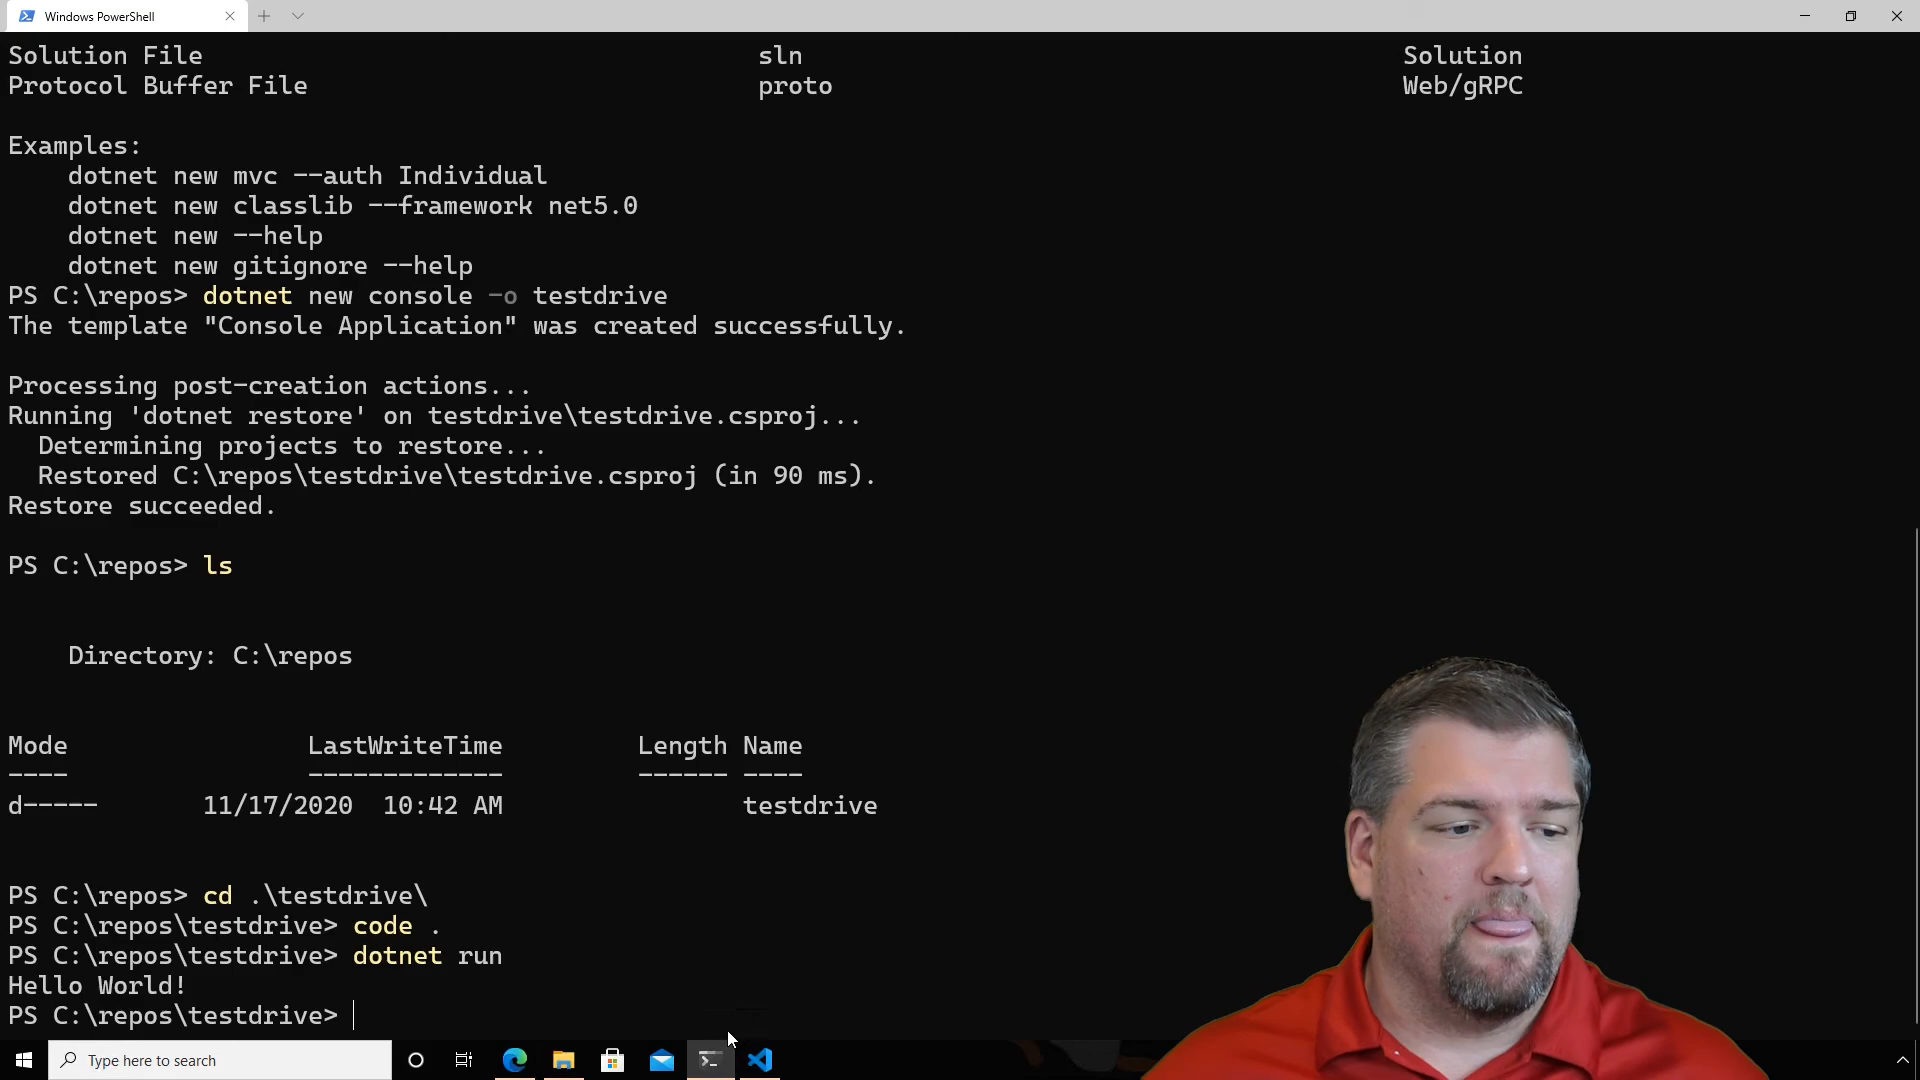 Windows PowerShell
Solution File sln Solution
Protocol Buffer File proto Web/gRPC
Examples:
dotnet new mvc --auth Individual
dotnet new classlib --framework net5.0
dotnet new --help
dotnet new gitignore --help
PS C:\repos> dotnet new console -o testdrive
The template "Console Application" was created successfully.
Processing post-creation actions...
Running 'dotnet restore' on testdrive\testdrive.csproj...
Determining projects to restore...
Restored C:\repos\testdrive\testdrive.csproj (in 90 ms).
Restore succeeded.
PS C:\repos> ls
Directory: C:\repos
Mode LastWriteTime Length Name
---- ------------- ------ ----
d----- 11/17/2020 10:42 AM testdrive
PS C:\repos> cd .\testdrive\
PS C:\repos\testdrive> code .
PS C:\repos\testdrive> dotnet run
Hello World!
PS C:\repos\testdrive>
Type here to search